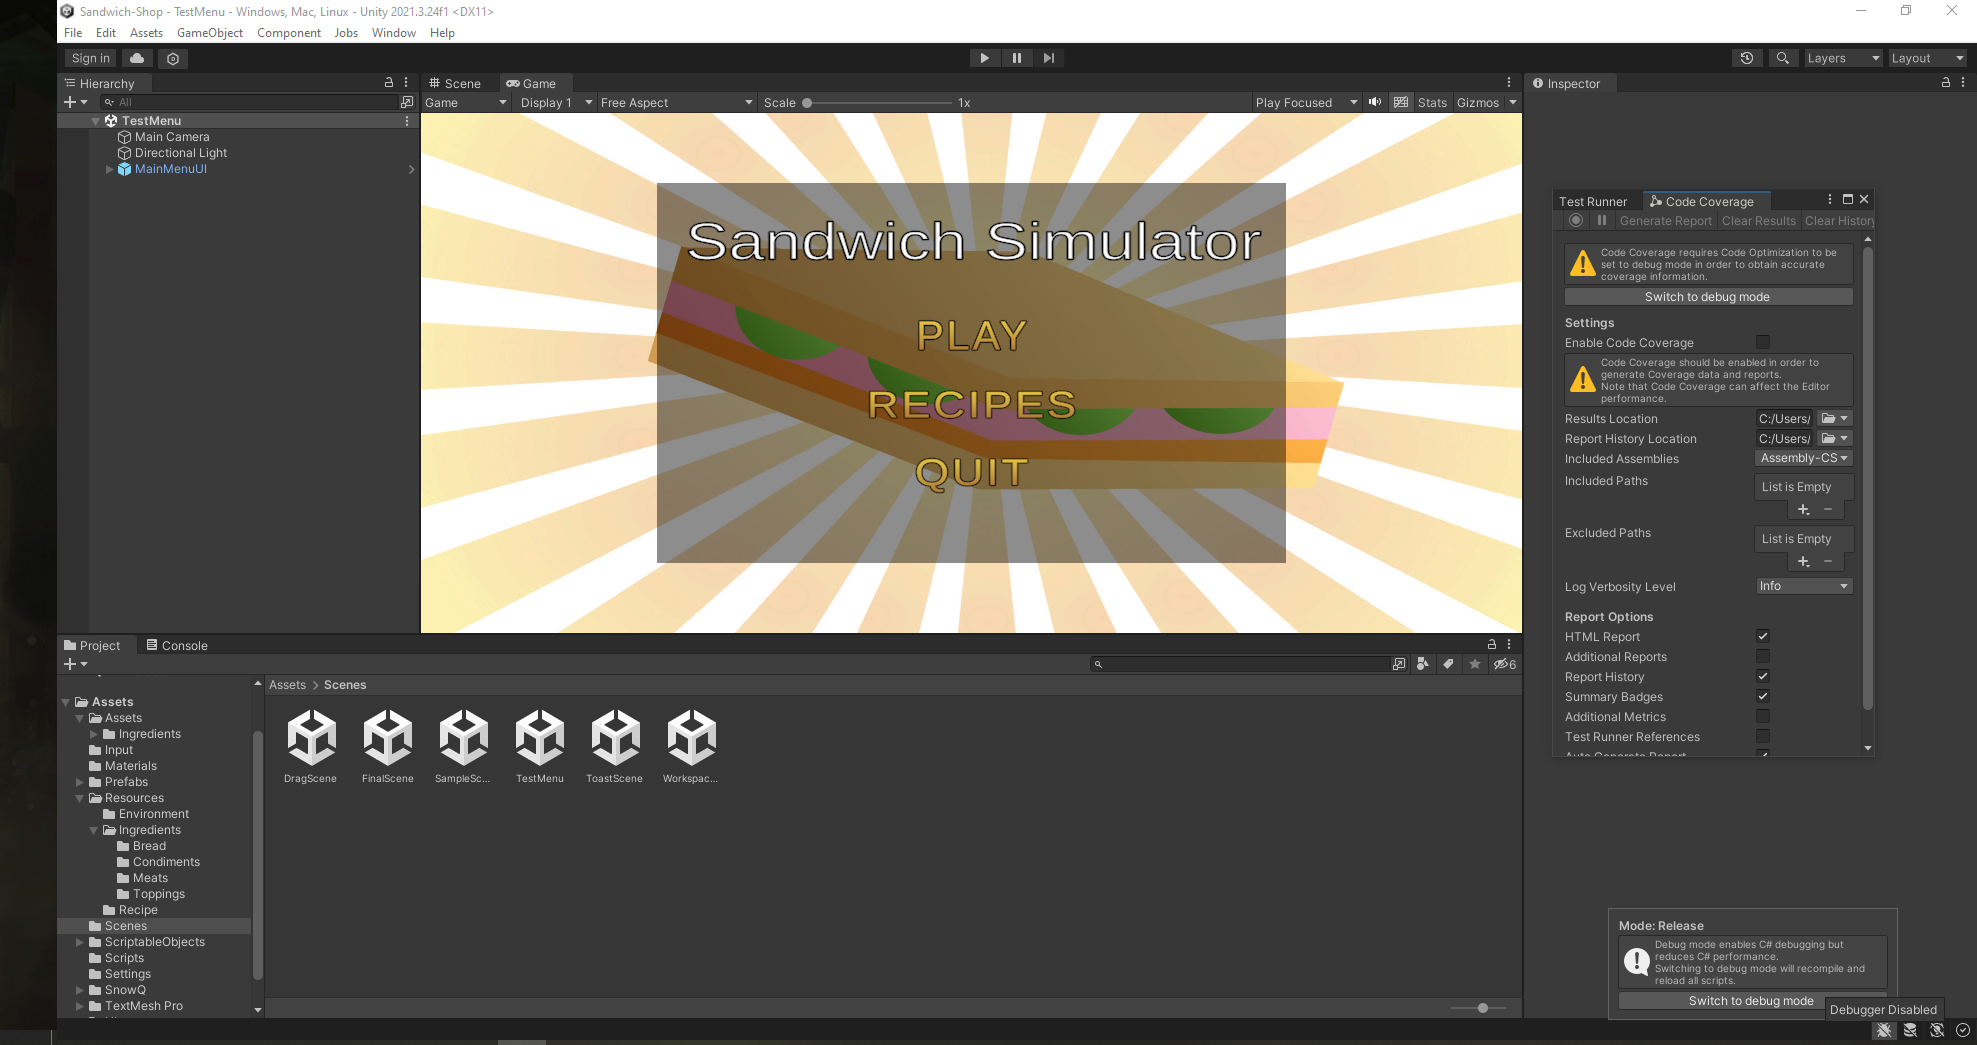 Sandwich-Shop - TestMenu - Windows, Mac, Linux - Unity 2021.3.24f1 <DX11>
File Edit Assets GameObject Component Jobs Window Help
Sign in
Layers
Layout
Hierarchy
All
TestMenu
Main Camera
Directional Light
MainMenuUI
Scene
Game
Game
Display 1
Free Aspect
Scale
1x
Play Focused
Stats
Gizmos
Sandwich Simulator
PLAY
RECIPES
QUIT
Inspector
Test Runner
Code Coverage
Generate Report
Clear Results
Clear History
Code Coverage requires Code Optimization to be
set to debug mode in order to obtain accurate
coverage information.
Switch to debug mode
Settings
Enable Code Coverage
Code Coverage should be enabled in order to
generate Coverage data and reports.
Note that Code Coverage can affect the Editor
performance.
Results Location
C:/Users/
Report History Location
C:/Users/
Included Assemblies
Assembly-CS
Included Paths
List is Empty
Excluded Paths
List is Empty
Log Verbosity Level
Info
Report Options
HTML Report
Additional Reports
Report History
Summary Badges
Additional Metrics
Test Runner References
Auto Generate Report
Project
Console
6
Assets
Assets
Ingredients
Input
Materials
Prefabs
Resources
Environment
Ingredients
Bread
Condiments
Meats
Toppings
Recipe
Scenes
ScriptableObjects
Scripts
Settings
SnowQ
TextMesh Pro
Assets > Scenes
DragScene
FinalScene
SampleSc...
TestMenu
ToastScene
Workspac...
Mode: Release
Debug mode enables C# debugging but
reduces C# performance.
Switching to debug mode will recompile and
reload all scripts.
Switch to debug mode
Debugger Disabled